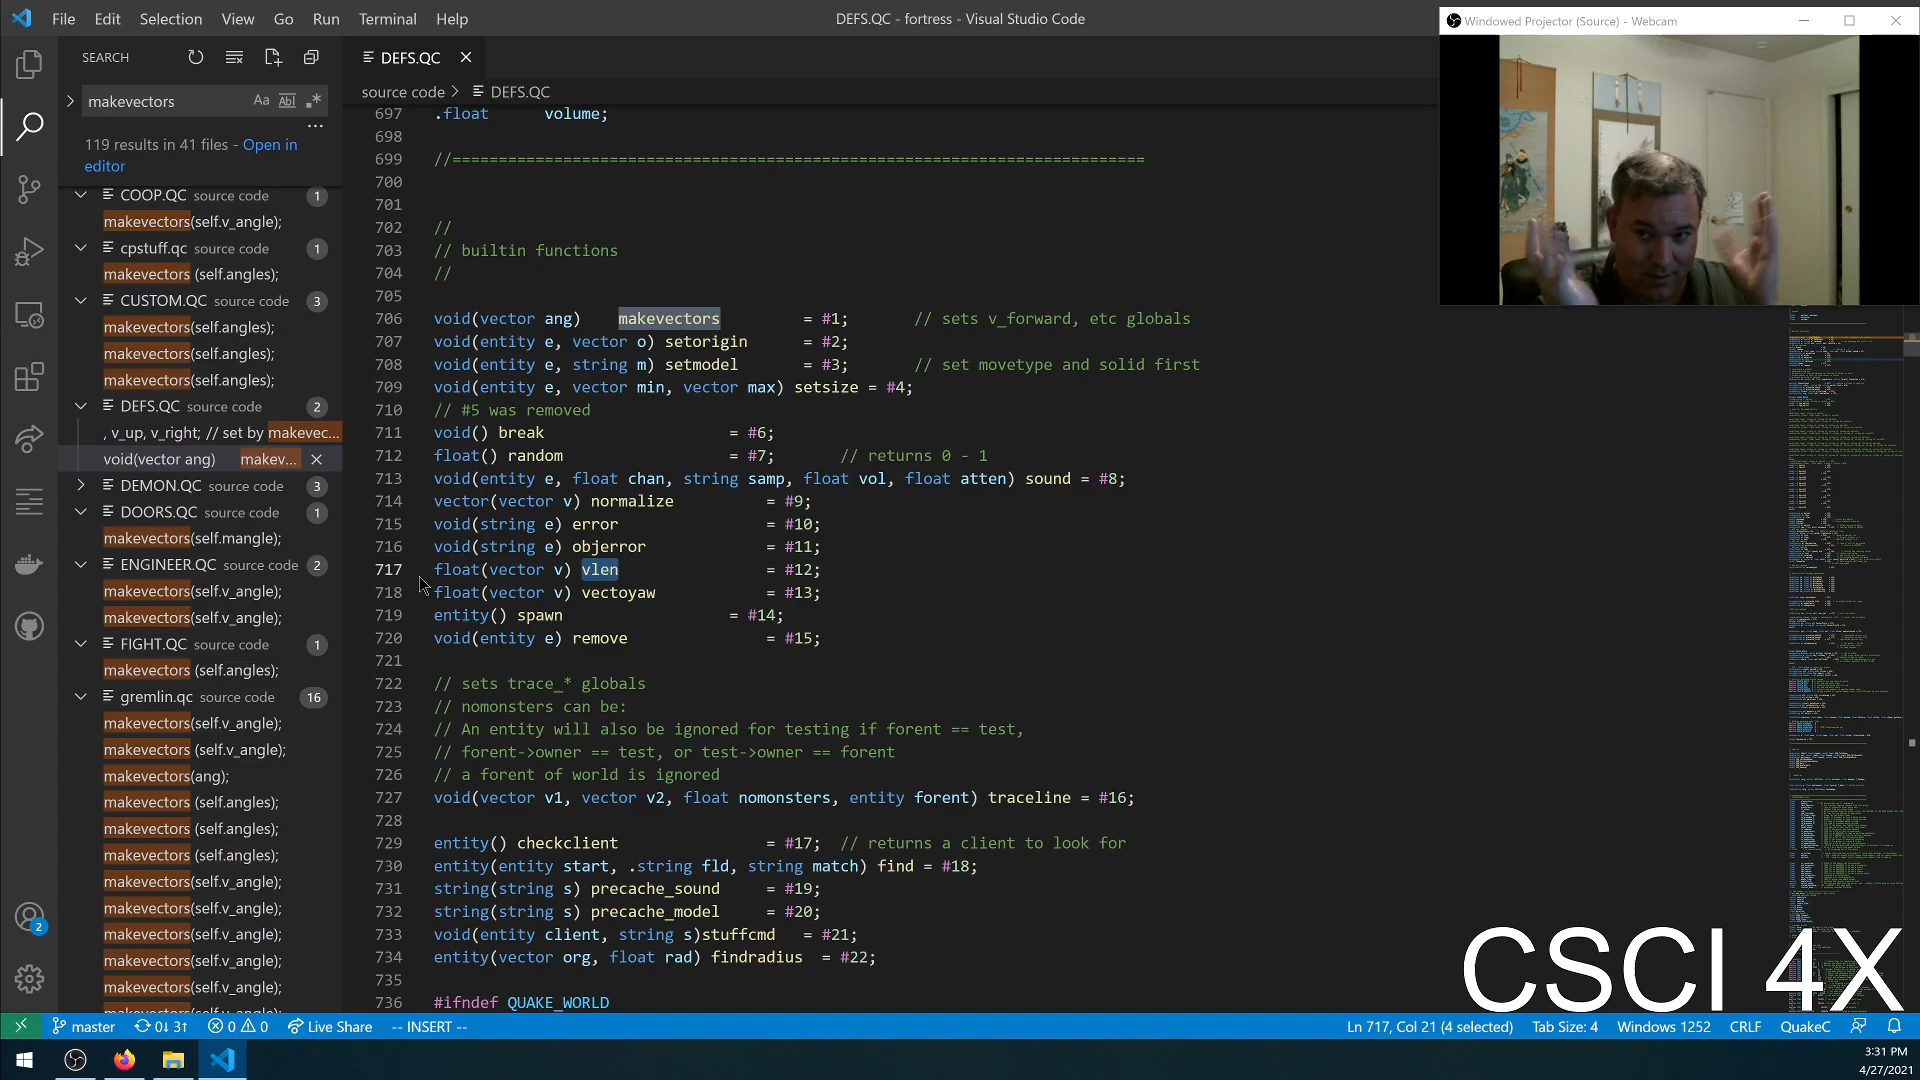 File Edit Selection View Go Run Terminal Help
DEFS.QC - fortress - Visual Studio Code
Windowed Projector (Source) - Webcam
SEARCH
makevectors
Aa Abl .*
119 results in 41 files - Open in
editor
COOP.QC source code 1
makevectors(self.v_angle);
cpstuff.qc source code 1
makevectors (self.angles);
CUSTOM.QC source code 3
makevectors(self.angles);
makevectors(self.angles);
makevectors(self.angles);
DEFS.QC source code 2
, v_up, v_right; // set by makevec...
void(vector ang) makev...
DEMON.QC source code 3
DOORS.QC source code 1
makevectors(self.mangle);
ENGINEER.QC source code 2
makevectors(self.v_angle);
makevectors(self.v_angle);
FIGHT.QC source code 1
makevectors (self.angles);
gremlin.qc source code 16
makevectors(self.v_angle);
makevectors (self.v_angle);
makevectors(ang);
makevectors (self.angles);
makevectors (self.angles);
makevectors (self.angles);
makevectors(self.v_angle);
makevectors(self.v_angle);
makevectors(self.v_angle);
makevectors(self.v_angle);
makevectors(self.v_angle);
DEFS.QC
source code > DEFS.QC
697 .float volume;
698
699 //===========================================================================
700
701
702 //
703 // builtin functions
704 //
705
706 void(vector ang) makevectors = #1; // sets v_forward, etc globals
707 void(entity e, vector o) setorigin = #2;
708 void(entity e, string m) setmodel = #3; // set movetype and solid first
709 void(entity e, vector min, vector max) setsize = #4;
710 // #5 was removed
711 void() break = #6;
712 float() random = #7; // returns 0 - 1
713 void(entity e, float chan, string samp, float vol, float atten) sound = #8;
714 vector(vector v) normalize = #9;
715 void(string e) error = #10;
716 void(string e) objerror = #11;
717 float(vector v) vlen = #12;
718 float(vector v) vectoyaw = #13;
719 entity() spawn = #14;
720 void(entity e) remove = #15;
721
722 // sets trace_* globals
723 // nomonsters can be:
724 // An entity will also be ignored for testing if forent == test,
725 // forent->owner == test, or test->owner == forent
726 // a forent of world is ignored
727 void(vector v1, vector v2, float nomonsters, entity forent) traceline = #16;
728
729 entity() checkclient = #17; // returns a client to look for
730 entity(entity start, .string fld, string match) find = #18;
731 string(string s) precache_sound = #19;
732 string(string s) precache_model = #20;
733 void(entity client, string s)stuffcmd = #21;
734 entity(vector org, float rad) findradius = #22;
735
736 #ifndef QUAKE_WORLD
CSCI 4X
2
master 0↓ 3↑ 0 0 Live Share -- INSERT --
Ln 717, Col 21 (4 selected) Tab Size: 4 Windows 1252 CRLF QuakeC
3:31 PM
4/27/2021